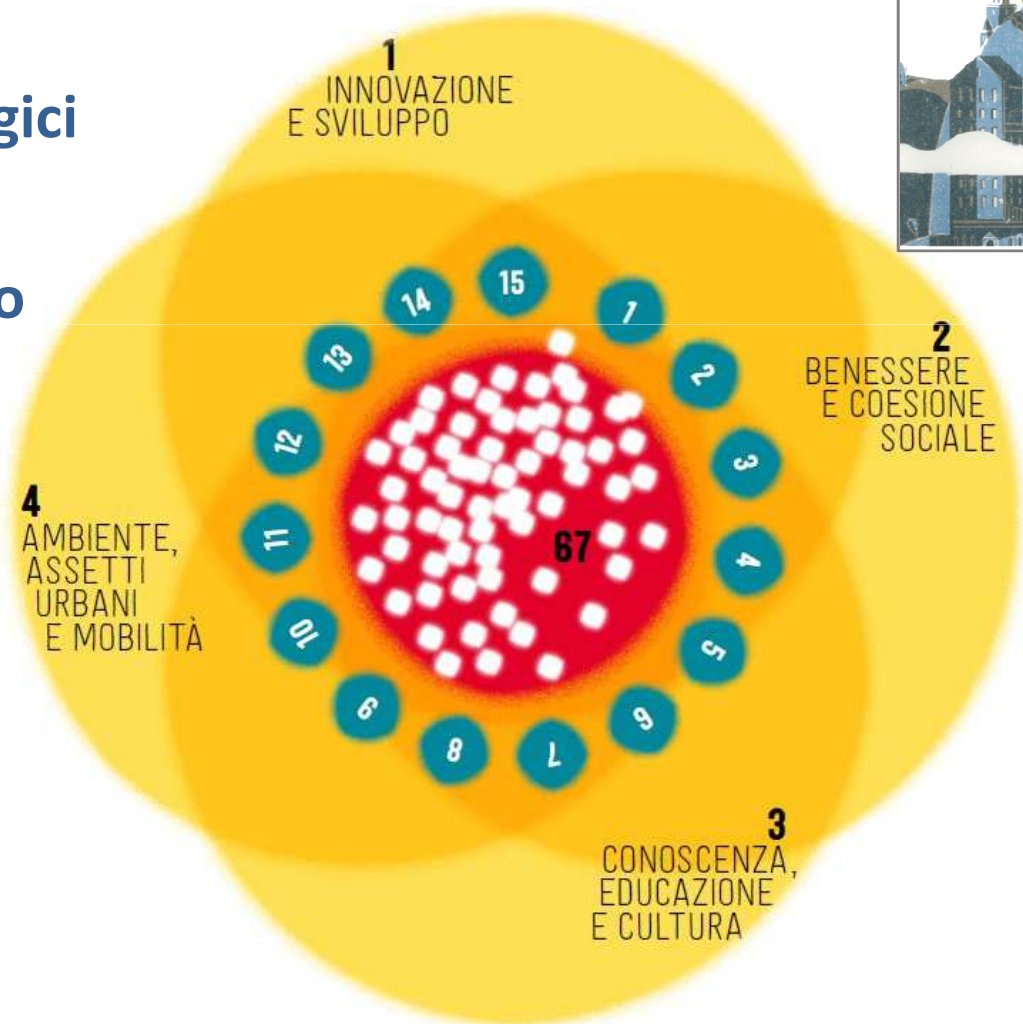 gici
o
1
INNOVAZIONE
E SVILUPPO
2
BENESSERE
E COESIONE
SOCIALE
15
1
2
3
4
5
6
7
8
9
10
11
12
13
14
67
4
AMBIENTE,
ASSETTI
URBANI
E MOBILITÀ
3
CONOSCENZA,
EDUCAZIONE
E CULTURA